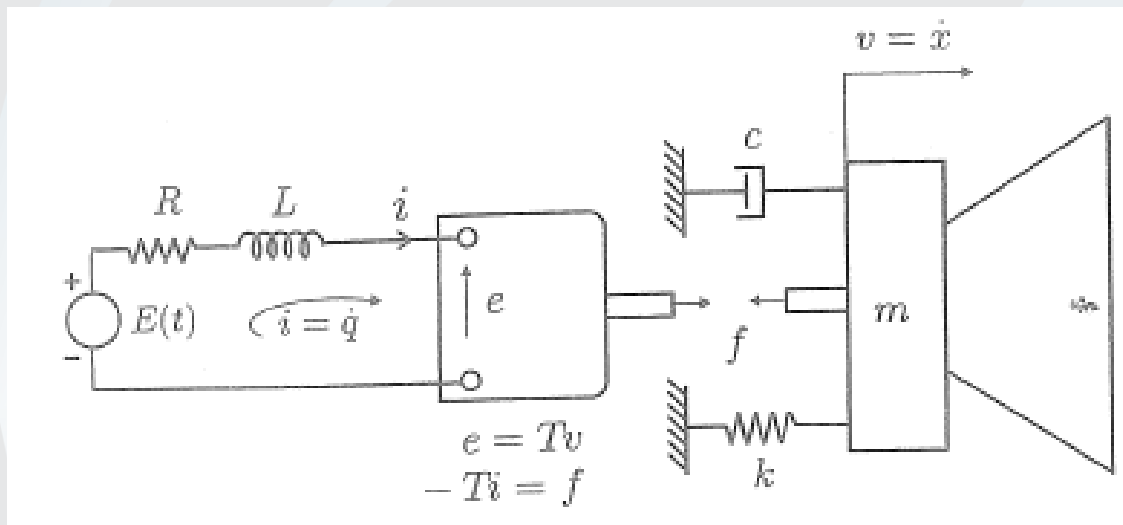 v = ẋ
c
R
L
i
+
E(t)
-
i = q̇
e
f
m
e = Tv
- Ti = f
k